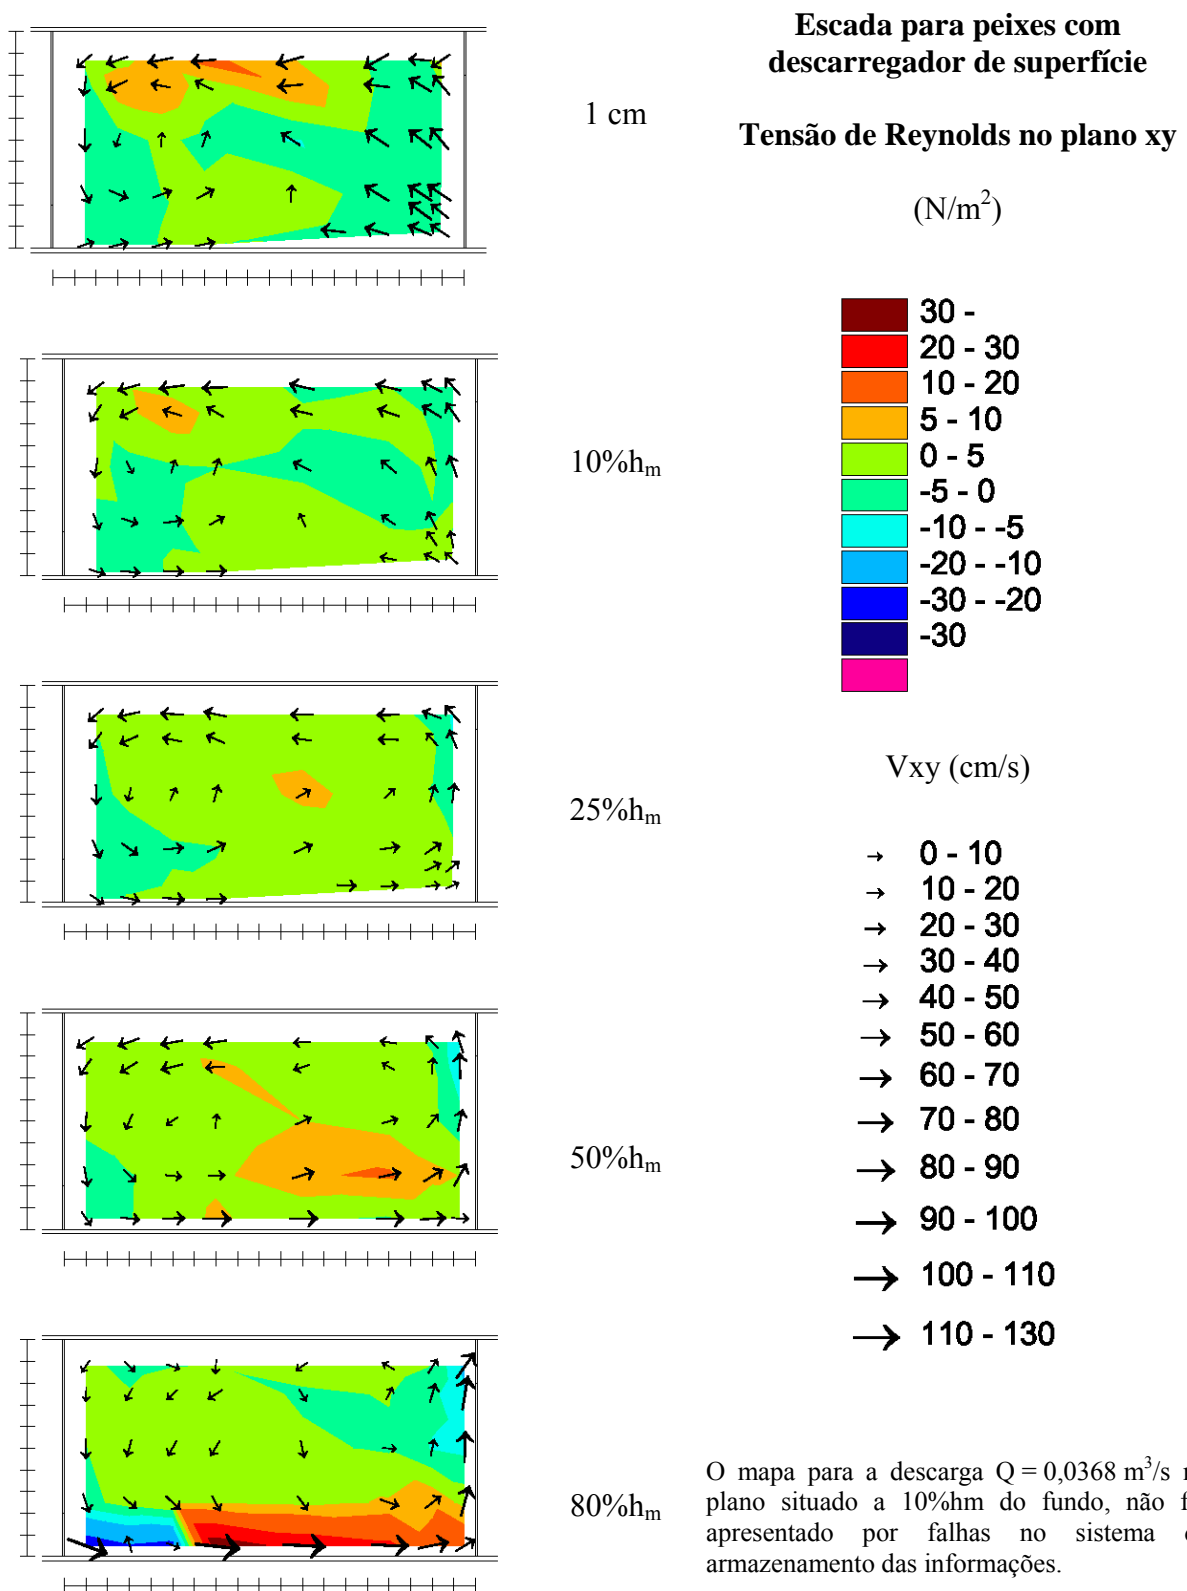 Escada para peixes com
descarregador de superfície
Tensão de Reynolds no plano xy
(N/m²)
1 cm
10%hₘ
25%hₘ
50%hₘ
80%hₘ
30 -
20 - 30
10 - 20
5 - 10
0 - 5
-5 - 0
-10 - -5
-20 - -10
-30 - -20
-30
Vxy (cm/s)
0 - 10
10 - 20
20 - 30
30 - 40
40 - 50
50 - 60
60 - 70
70 - 80
80 - 90
90 - 100
100 - 110
110 - 130
O mapa para a descarga Q = 0,0368 m³/s
plano situado a 10%hm do fundo, não
apresentado por falhas no sistema
armazenamento das informações.